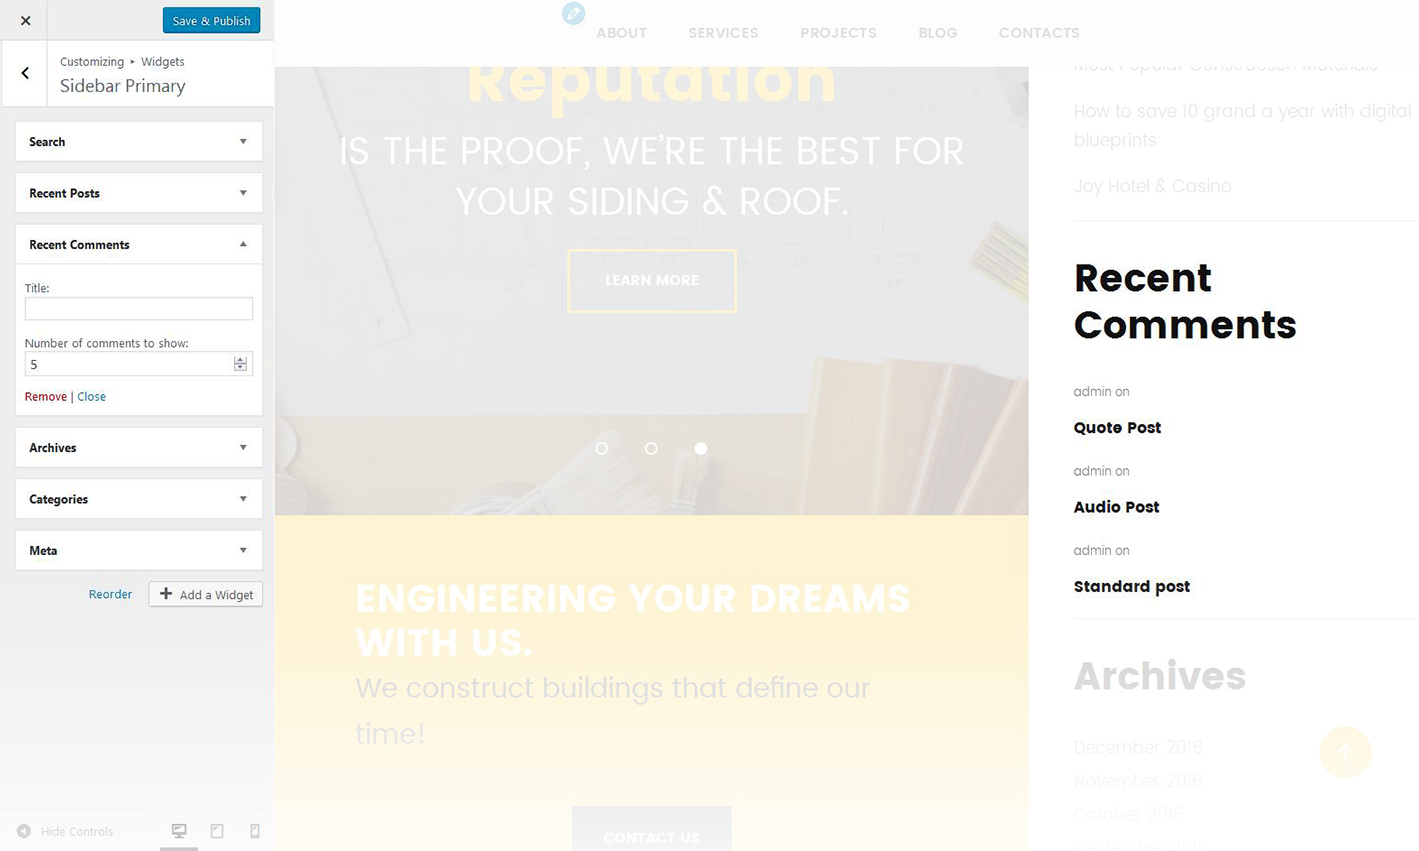 Save & Publish
Customizing ▸ Widgets
Sidebar Primary
Search
Recent Posts
Recent Comments
Title:
Number of comments to show:
5
Remove | Close
Archives
Categories
Meta
Reorder
Add a Widget
Hide Controls
ABOUT SERVICES PROJECTS BLOG CONTACTS
Reputation
IS THE PROOF, WE'RE THE BEST FOR
YOUR SIDING & ROOF.
LEARN MORE
ENGINEERING YOUR DREAMS
WITH US.
We construct buildings that define our
time!
CONTACT US
Most Popular Construction Materials
How to save 10 grand a year with digital
blueprints
Joy Hotel & Casino
Recent
Comments
admin on
Quote Post
admin on
Audio Post
admin on
Standard post
Archives
December 2016
November 2016
October 2016
September 2016